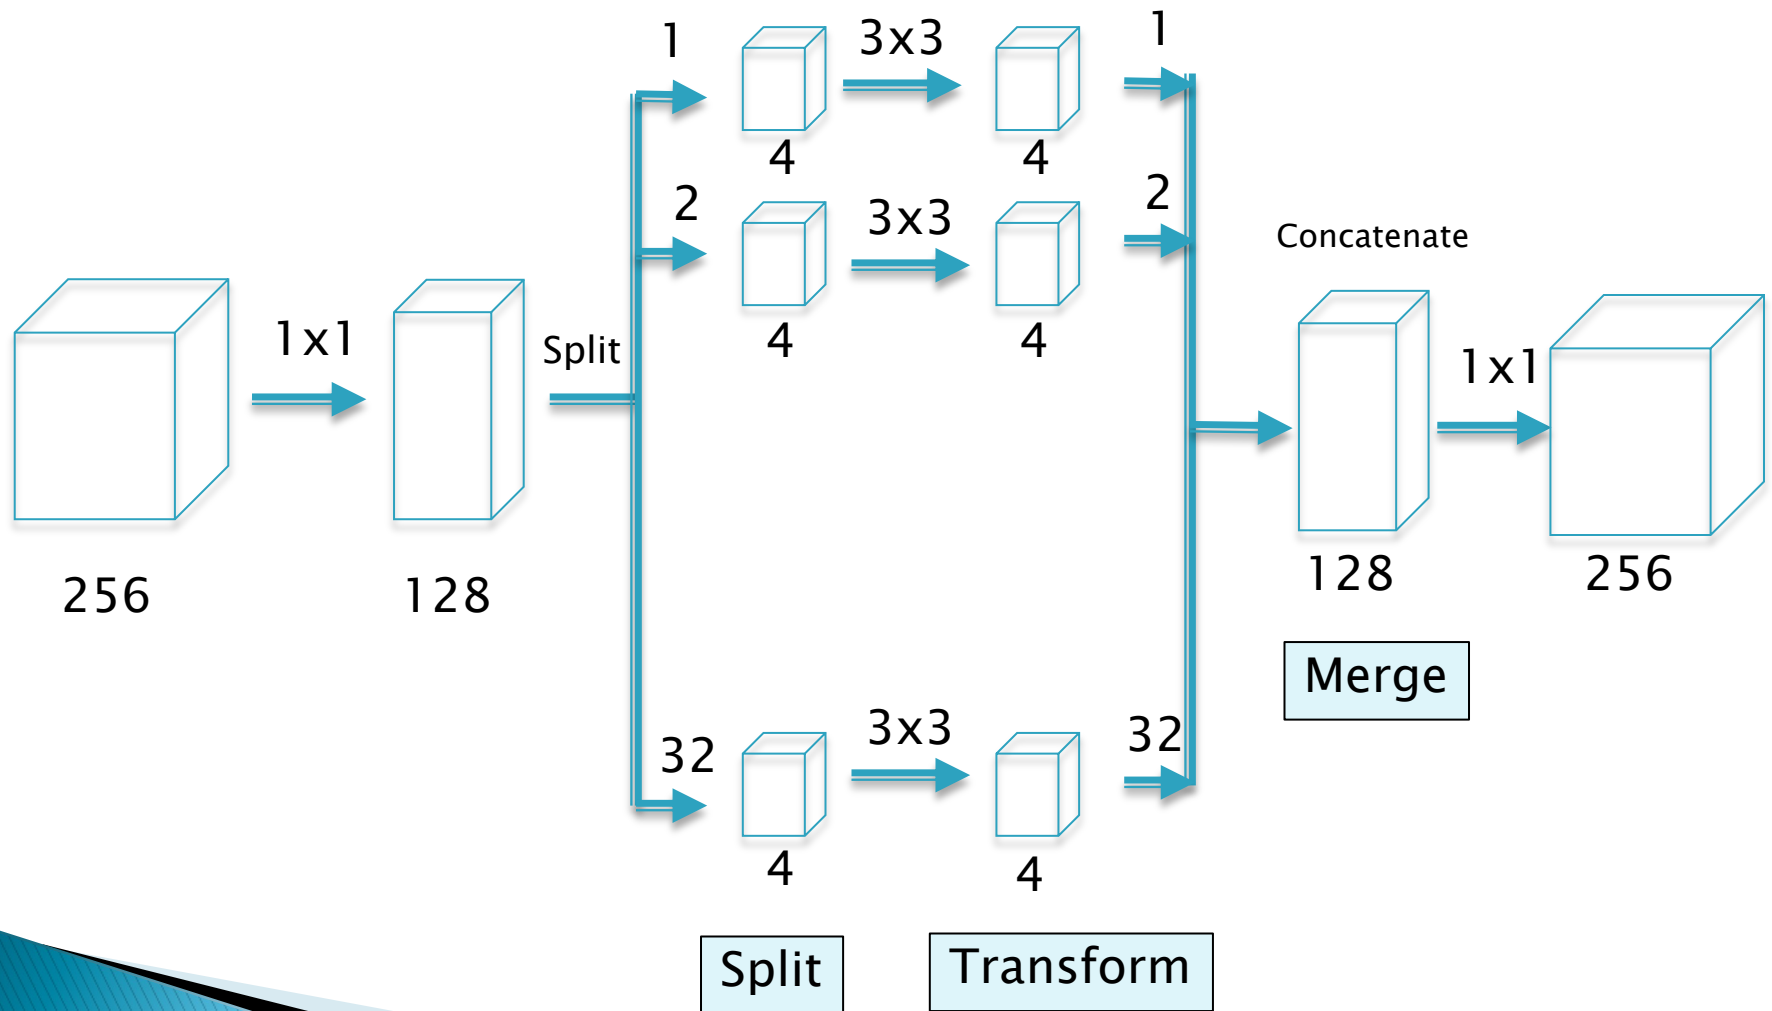 1
3x3
1
4
4
2
3x3
2
4
4
Concatenate
1x1
Split
1x1
256
128
128
256
Merge
32
3x3
32
4
4
Split
Transform